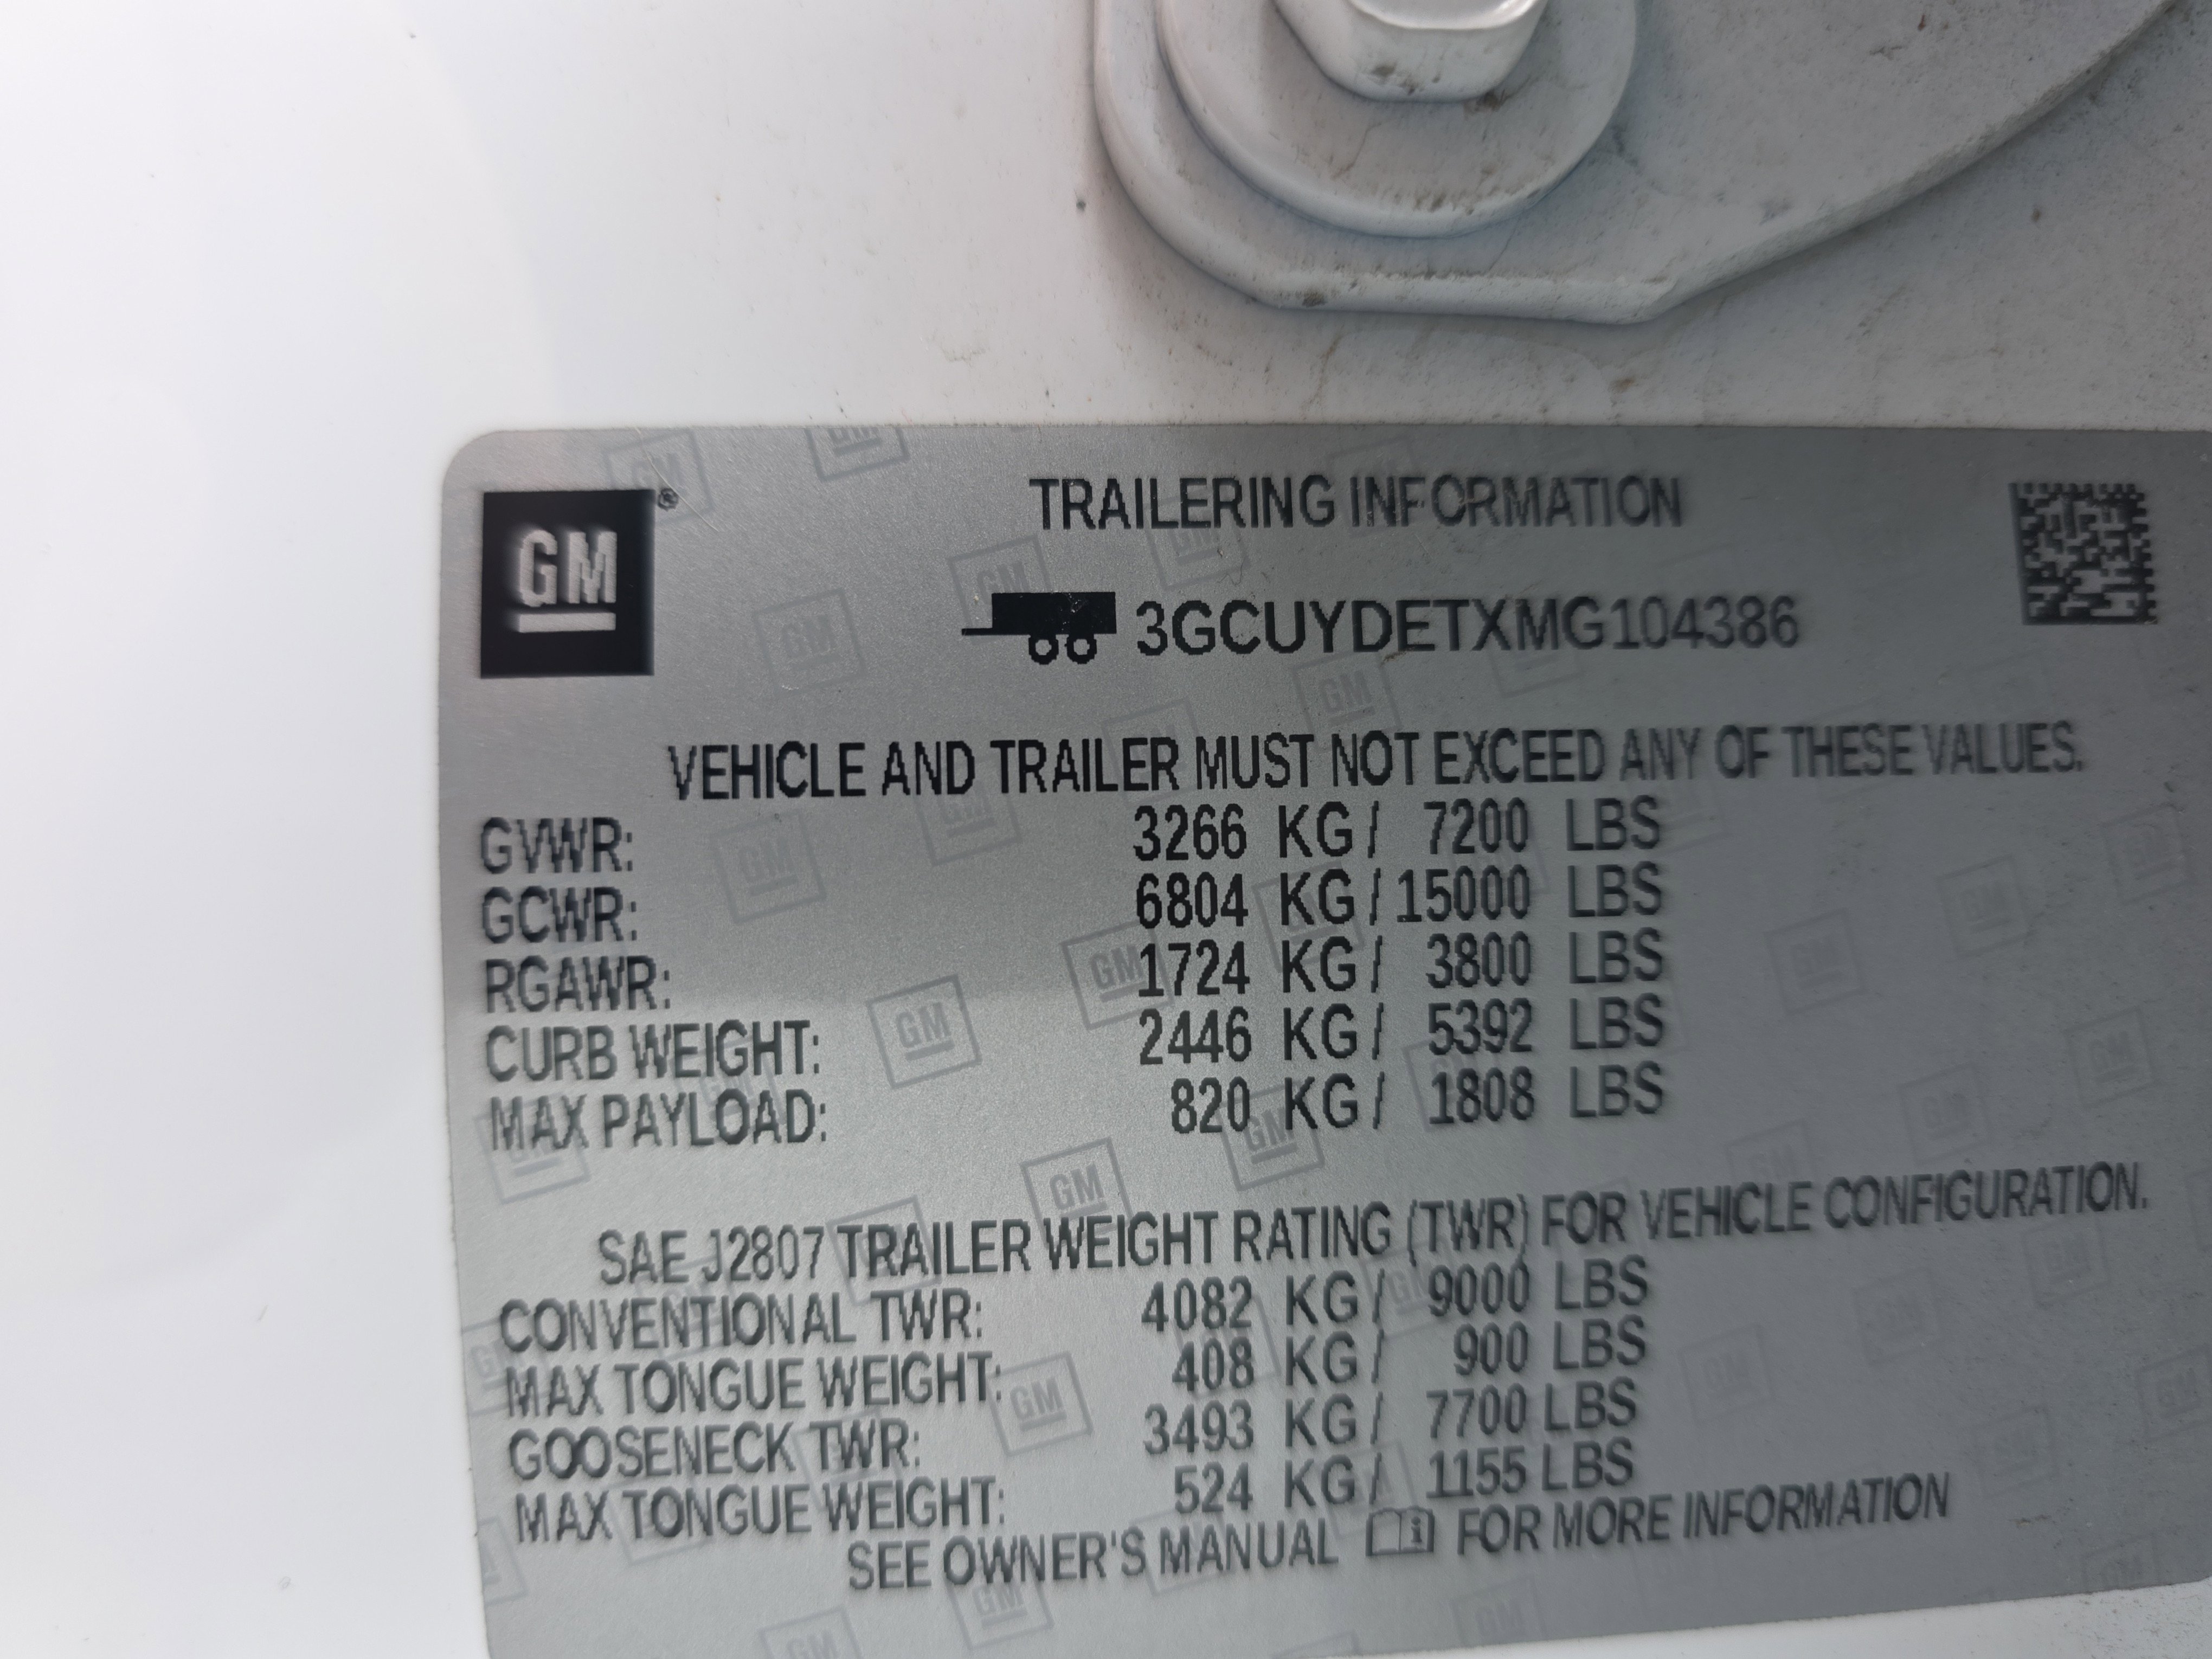 GM®
TRAILERING INFORMATION
3GCUYDETXMG104386
VEHICLE AND TRAILER MUST NOT EXCEED ANY OF THESE VALUES.
GVWR: 3266 KG/ 7200 LBS
GCWR: 6804 KG/15000 LBS
RGAWR: 1724 KG/ 3800 LBS
CURB WEIGHT: 2446 KG/ 5392 LBS
MAX PAYLOAD: 820 KG/ 1808 LBS
SAE J2807 TRAILER WEIGHT RATING (TWR) FOR VEHICLE CONFIGURATION.
CONVENTIONAL TWR: 4082 KG/ 9000 LBS
MAX TONGUE WEIGHT: 408 KG/ 900 LBS
GOOSENECK TWR: 3493 KG/ 7700 LBS
MAX TONGUE WEIGHT: 524 KG/ 1155 LBS
SEE OWNER'S MANUAL FOR MORE INFORMATION